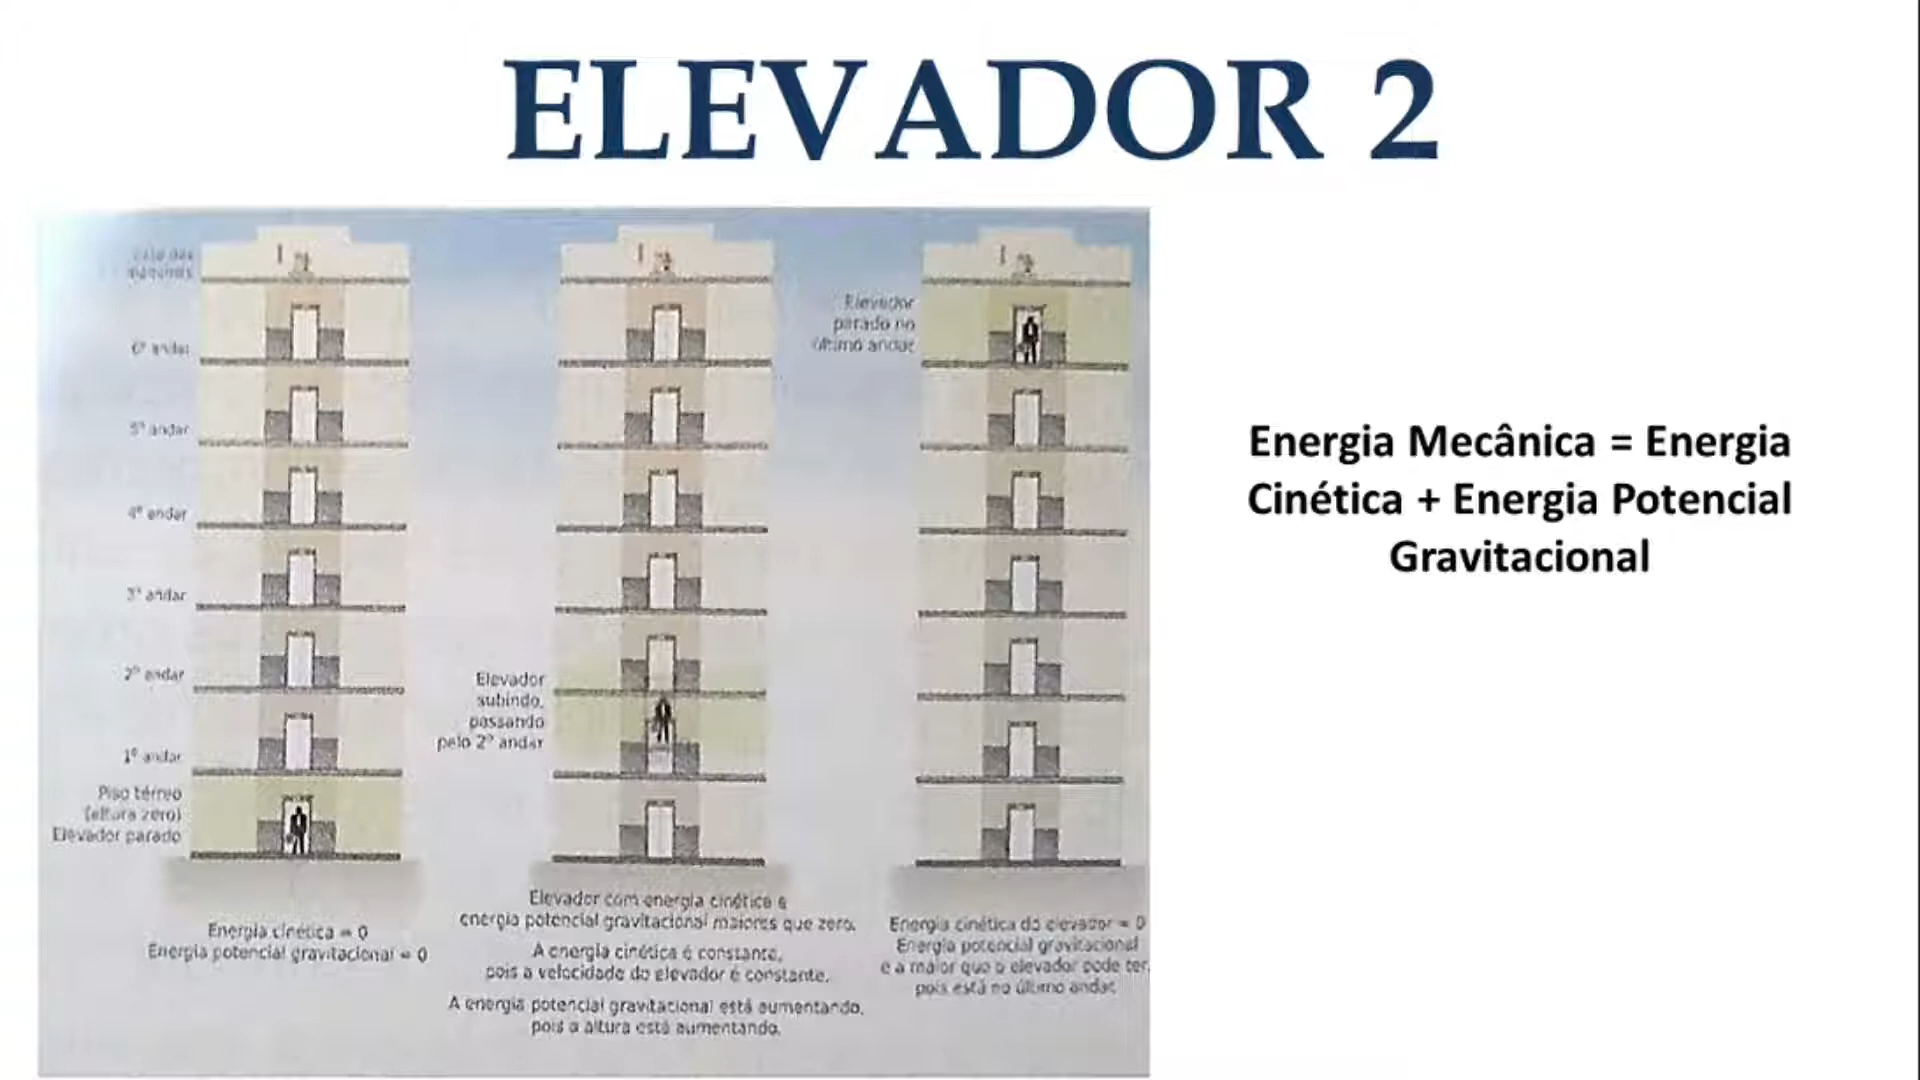 ELEVADOR 2
Energia Mecânica = Energia
Cinética + Energia Potencial
Gravitacional
casa das
máquinas
6º andar
5º andar
4º andar
3º andar
2º andar
1º andar
Piso térreo
(altura zero)
Elevador parado
Energia cinética = 0
Energia potencial gravitacional = 0
Elevador
subindo,
passando
pelo 2º andar
Elevador com energia cinética e
energia potencial gravitacional maiores que zero.
A energia cinética é constante,
pois a velocidade do elevador é constante.
A energia potencial gravitacional está aumentando,
pois a altura está aumentando.
Elevador
parado no
último andar
Energia cinética do elevador = 0
Energia potencial gravitacional
é a maior que o elevador pode ter,
pois está no último andar